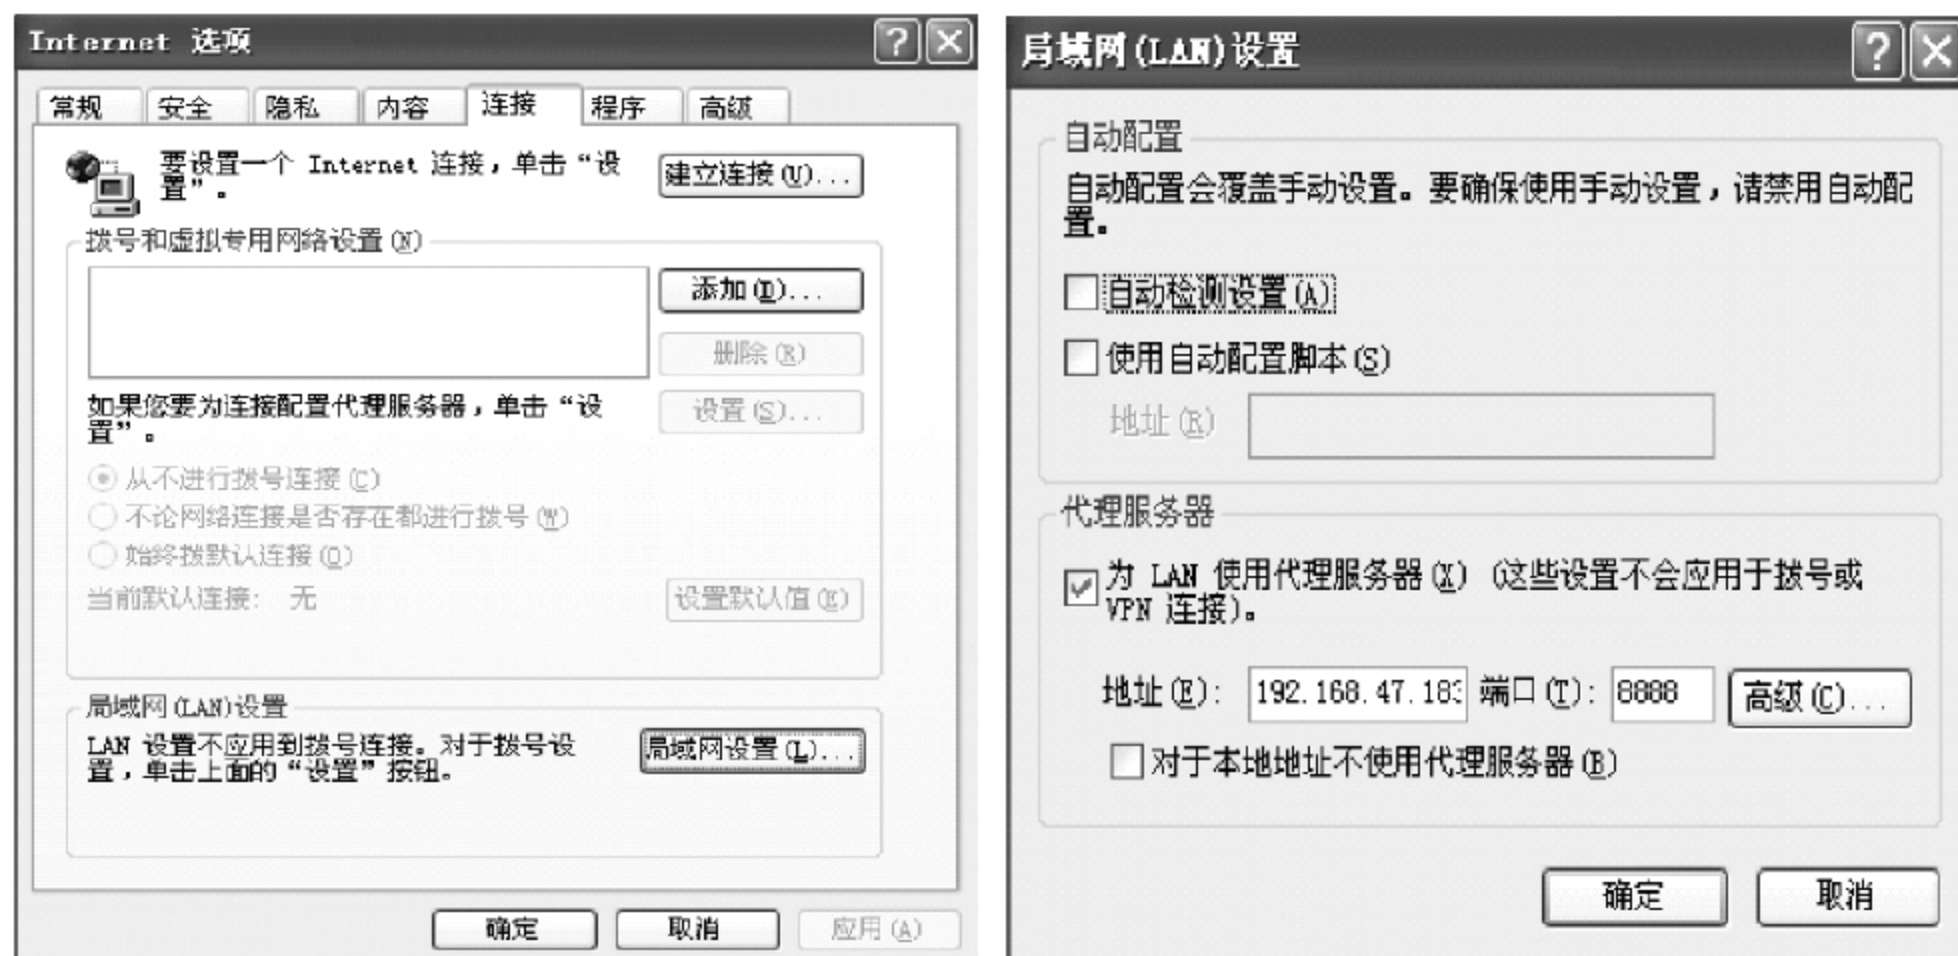 Internet 选项
常规 安全 隐私 内容 连接 程序 高级
要设置一个 Internet 连接，单击“设
置”。
建立连接(U)...
拨号和虚拟专用网络设置(N)
添加(D)...
删除(R)
如果您要为连接配置代理服务器，单击“设
置”。
设置(S)...
从不进行拨号连接(C)
不论网络连接是否存在都进行拨号(W)
始终拨默认连接(O)
当前默认连接： 无
设置默认值(E)
局域网(LAN)设置
LAN 设置不应用到拨号连接。对于拨号设
置，单击上面的“设置”按钮。
局域网设置(L)...
确定 取消 应用(A)
局域网(LAN)设置
自动配置
自动配置会覆盖手动设置。要确保使用手动设置，请禁用自动配
置。
自动检测设置(A)
使用自动配置脚本(S)
地址(R)
代理服务器
为 LAN 使用代理服务器(X) (这些设置不会应用于拨号或
VPN 连接)。
地址(E): 192.168.47.183 端口(T): 8888 高级(C)...
对于本地地址不使用代理服务器(B)
确定 取消